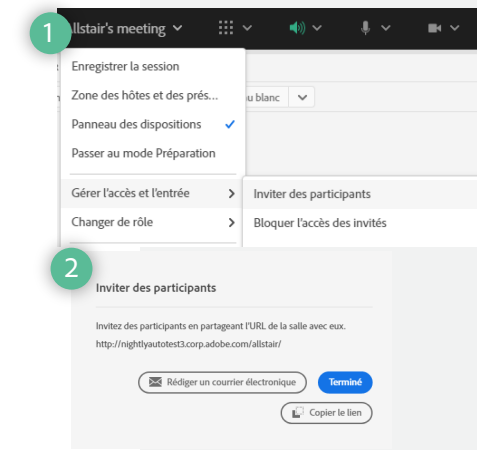 1
llstair's meeting
Enregistrer la session
Zone des hôtes et des prés...
u blanc
Panneau des dispositions
Passer au mode Préparation
Gérer l'accès et l'entrée
Inviter des participants
Changer de rôle
Bloquer l'accès des invités
2
Inviter des participants
Invitez des participants en partageant l'URL de la salle avec eux.
http://nightlyautotest3.corp.adobe.com/allstair/
Rédiger un courrier électronique
Terminé
Copier le lien